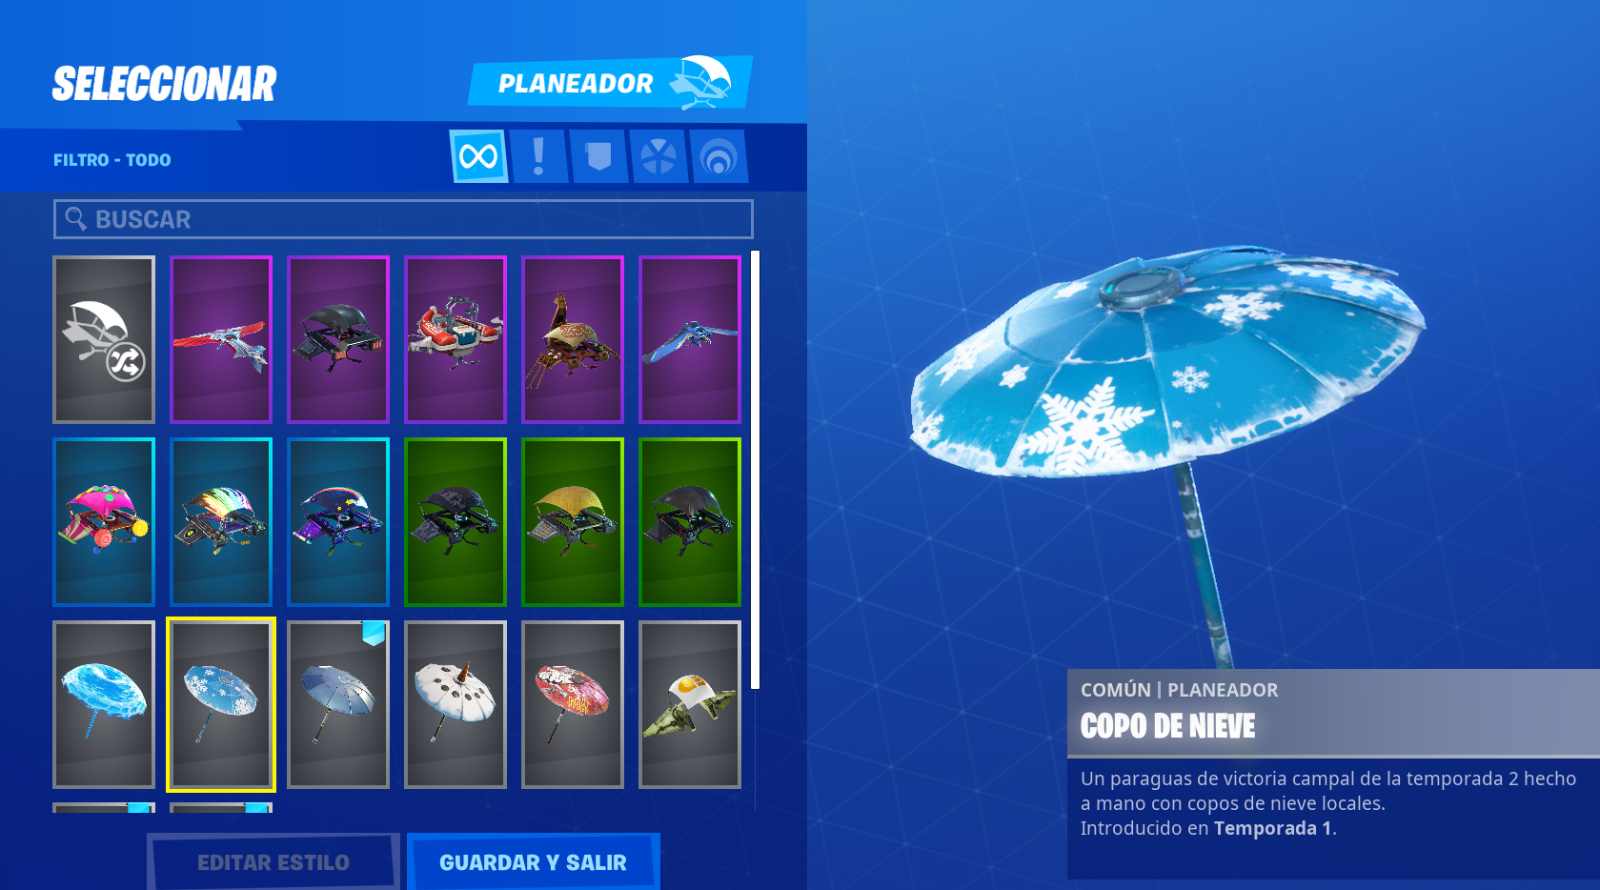 SELECCIONAR
PLANEADOR
FILTRO - TODO
BUSCAR
COMÚN | PLANEADOR
COPO DE NIEVE
Un paraguas de victoria campal de la temporada 2 hecho
a mano con copos de nieve locales.
Introducido en Temporada 1.
EDITAR ESTILO
GUARDAR Y SALIR